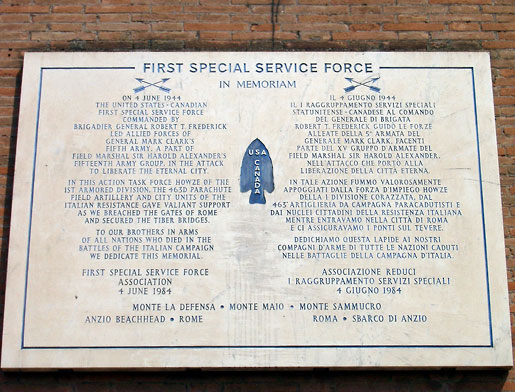 FIRST SPECIAL SERVICE FORCE
IN MEMORIAM
ON 4 JUNE 1944
THE UNITED STATES-CANADIAN
FIRST SPECIAL SERVICE FORCE
COMMANDED BY
BRIGADIER GENERAL ROBERT T. FREDERICK
LED ALLIED FORCES OF
GENERAL MARK CLARK'S
FIFTH ARMY, A PART OF
FIELD MARSHAL SIR HAROLD ALEXANDER'S
FIFTEENTH ARMY GROUP, IN THE ATTACK
TO LIBERATE THE ETERNAL CITY.
IN THIS ACTION TASK FORCE HOWZE OF THE
1ST ARMORED DIVISION, THE 463D PARACHUTE
FIELD ARTILLERY AND CITY UNITS OF THE
ITALIAN RESISTANCE GAVE VALIANT SUPPORT
AS WE BREACHED THE GATES OF ROME
AND SECURED THE TIBER BRIDGES.
TO OUR BROTHERS IN ARMS
OF ALL NATIONS WHO DIED IN THE
BATTLES OF THE ITALIAN CAMPAIGN
WE DEDICATE THIS MEMORIAL.
FIRST SPECIAL SERVICE FORCE
ASSOCIATION
4 JUNE 1984
USA
CANADA
IL 4 GIUGNO 1944
IL I RAGGRUPPAMENTO SERVIZI SPECIALI
STATUNITENSE-CANADESE AL COMANDO
DEL GENERALE DI BRIGATA
ROBERT T. FREDERICK GUIDÒ LE FORZE
ALLEATE DELLA 5ª ARMATA DEL
GENERALE MARK CLARK, FACENTI
PARTE DEL XV GRUPPO D'ARMATE DEL
FIELD MARSHAL SIR HAROLD ALEXANDER,
NELL'ATTACCO CHE PORTÒ ALLA
LIBERAZIONE DELLA CITTÀ ETERNA.
IN TALE AZIONE FUMMO VALOROSAMENTE
APPOGGIATI DALLA FORZA D'IMPIEGO HOWZE
DELLA I DIVISIONE CORAZZATA, DAL
463° ARTIGLIERIA DA CAMPAGNA PARACADUTISTI E
DAI NUCLEI CITTADINI DELLA RESISTENZA ITALIANA
MENTRE ENTRAVAMO NELLA CITTÀ DI ROMA
E CI ASSICURAVAMO I PONTI SUL TEVERE.
DEDICHIAMO QUESTA LAPIDE AI NOSTRI
COMPAGNI D'ARME DI TUTTE LE NAZIONI CADUTI
NELLE BATTAGLIE DELLA CAMPAGNA D'ITALIA.
ASSOCIAZIONE REDUCI
I RAGGRUPPAMENTO SERVIZI SPECIALI
4 GIUGNO 1984
MONTE LA DEFENSA • MONTE MAIO • MONTE SAMMUCRO
ANZIO BEACHHEAD • ROME
ROMA • SBARCO DI ANZIO